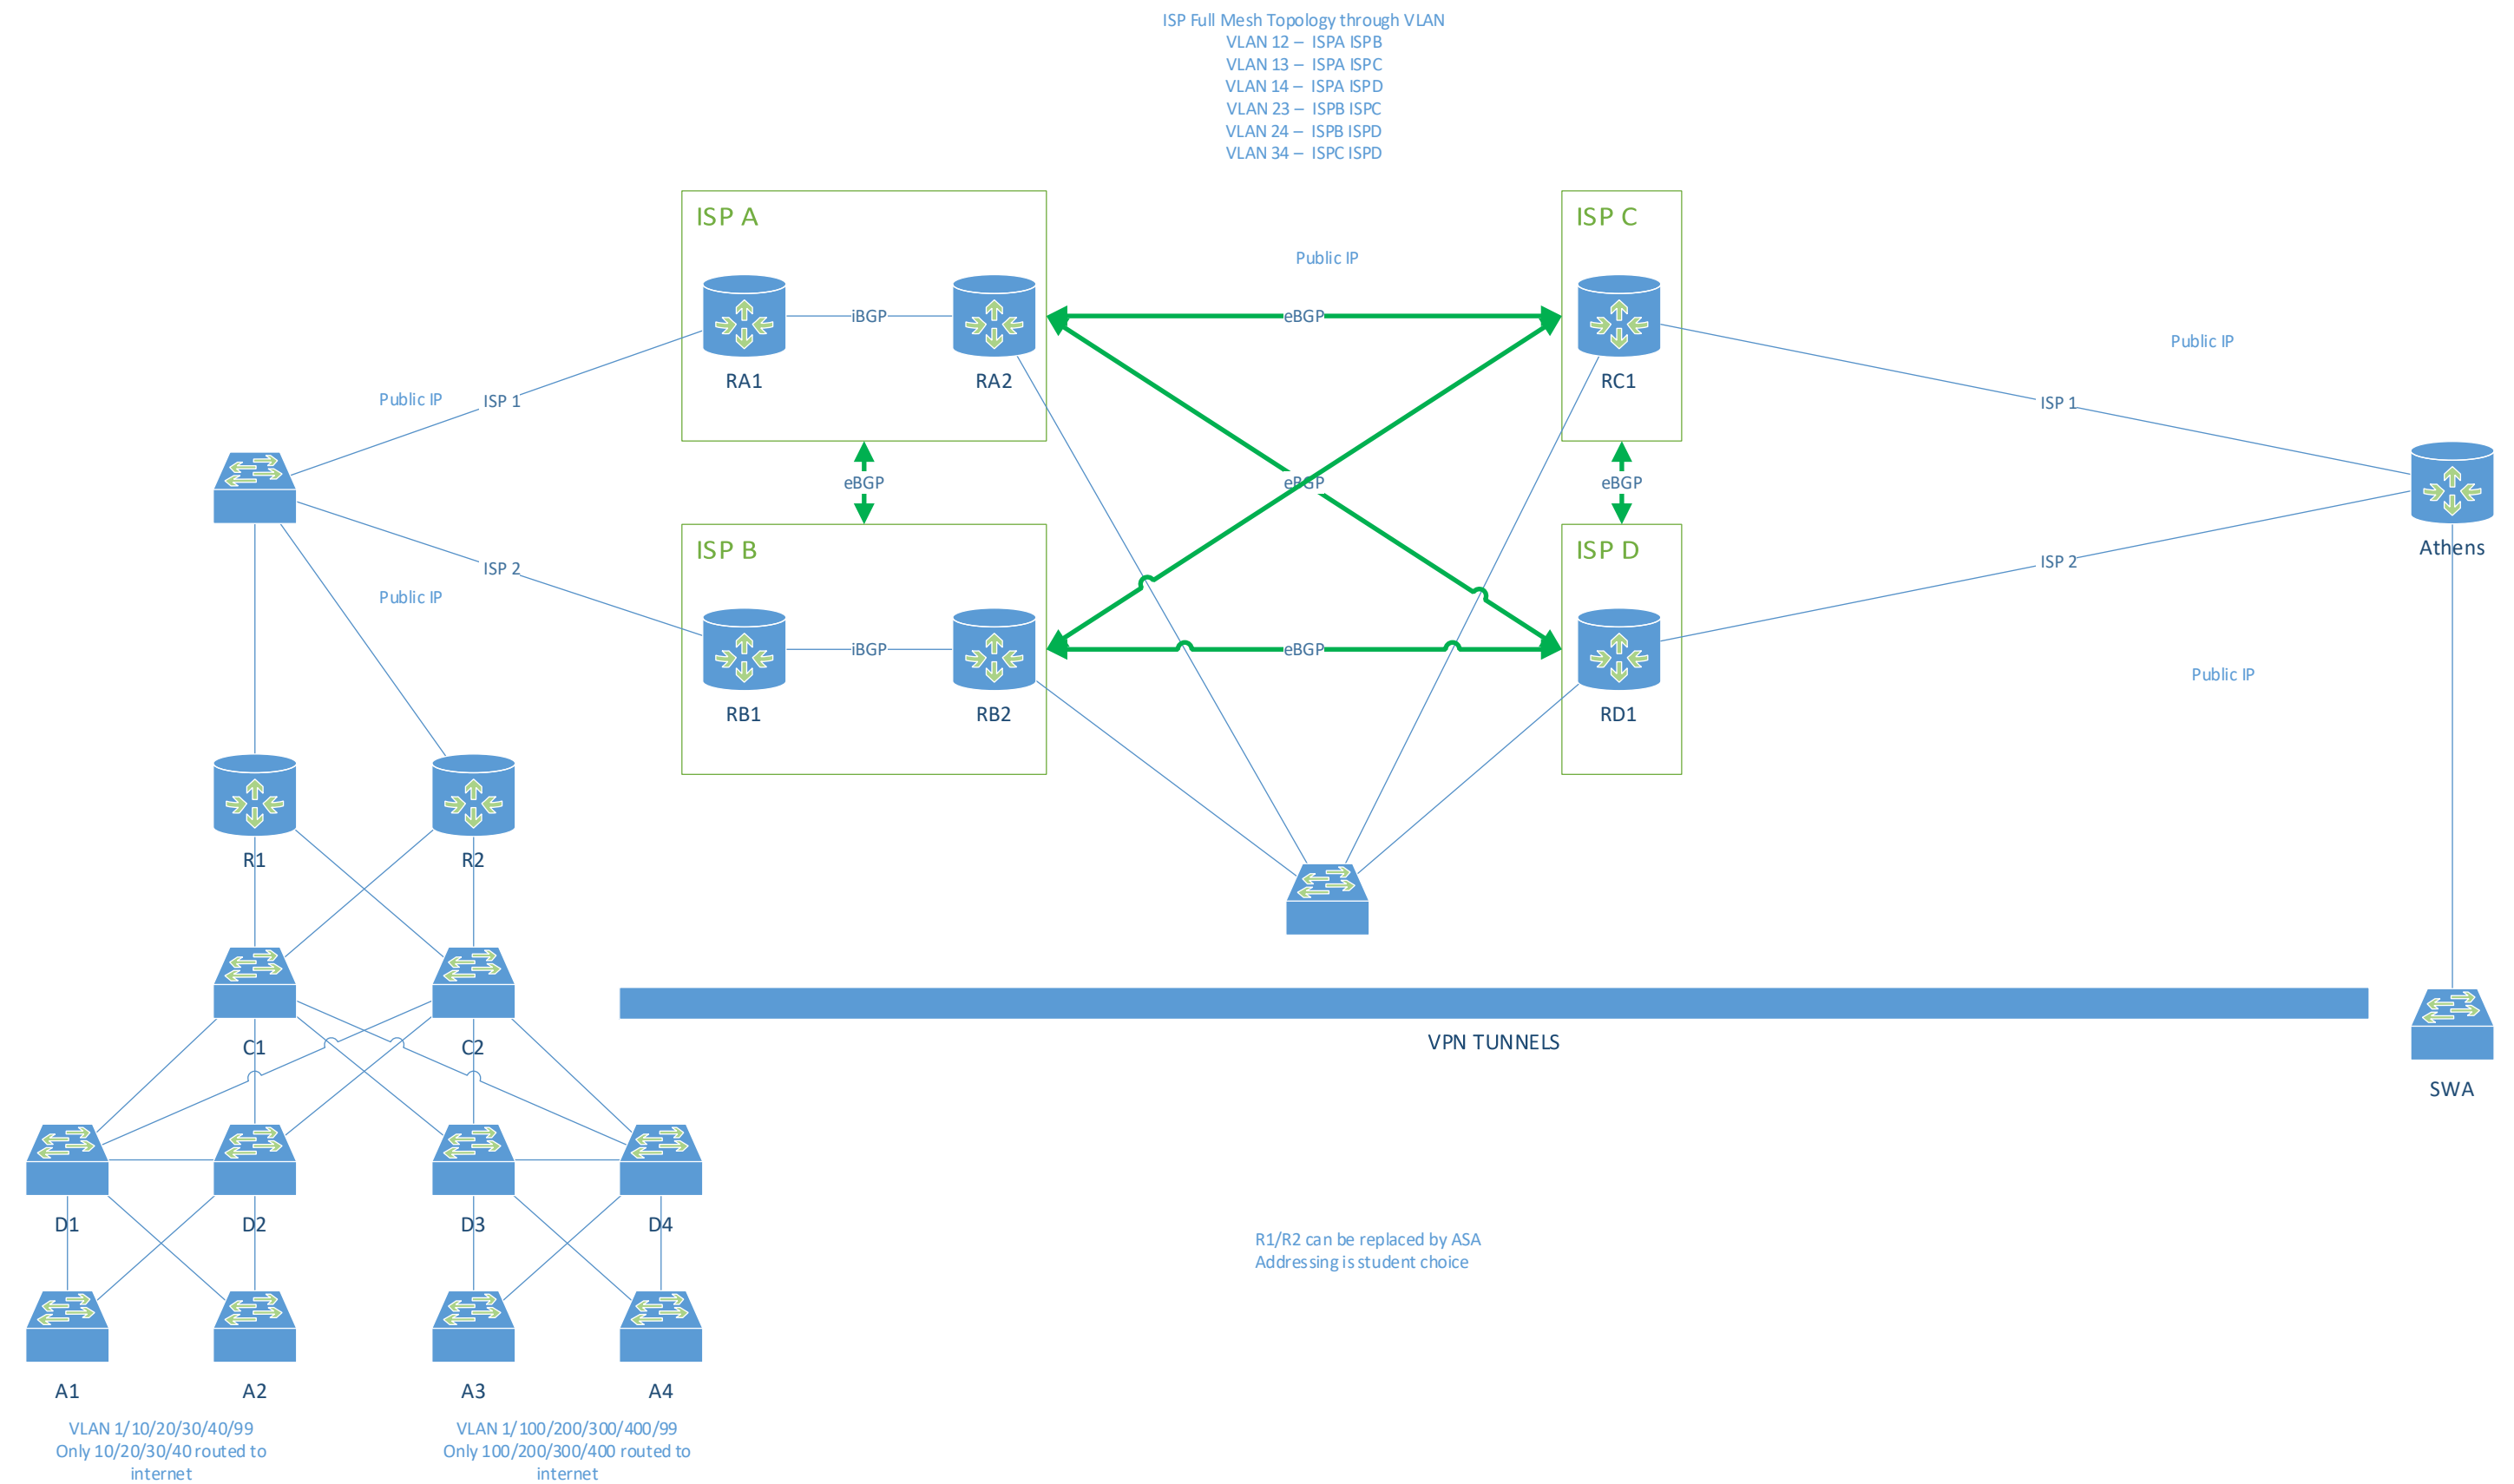 ISP Full Mesh Topology through VLAN
VLAN 12 – ISPA ISPB
VLAN 13 – ISPA ISPC
VLAN 14 – ISPA ISPD
VLAN 23 – ISPB ISPC
VLAN 24 – ISPB ISPD
VLAN 34 – ISPC ISPD
ISP A
ISP C
Public IP
iBGP
eBGP
Public IP
RA1
RA2
RC1
Public IP
ISP 1
ISP 1
eBGP
eBGP
eBGP
ISP B
ISP D
Athens
ISP 2
ISP 2
Public IP
iBGP
eBGP
Public IP
RB1
RB2
RD1
R1
R2
C1
C2
VPN TUNNELS
SWA
D1
D2
D3
D4
R1/R2 can be replaced by ASA
Addressing is student choice
A1
A2
A3
A4
VLAN 1/10/20/30/40/99
Only 10/20/30/40 routed to
internet
VLAN 1/100/200/300/400/99
Only 100/200/300/400 routed to
internet